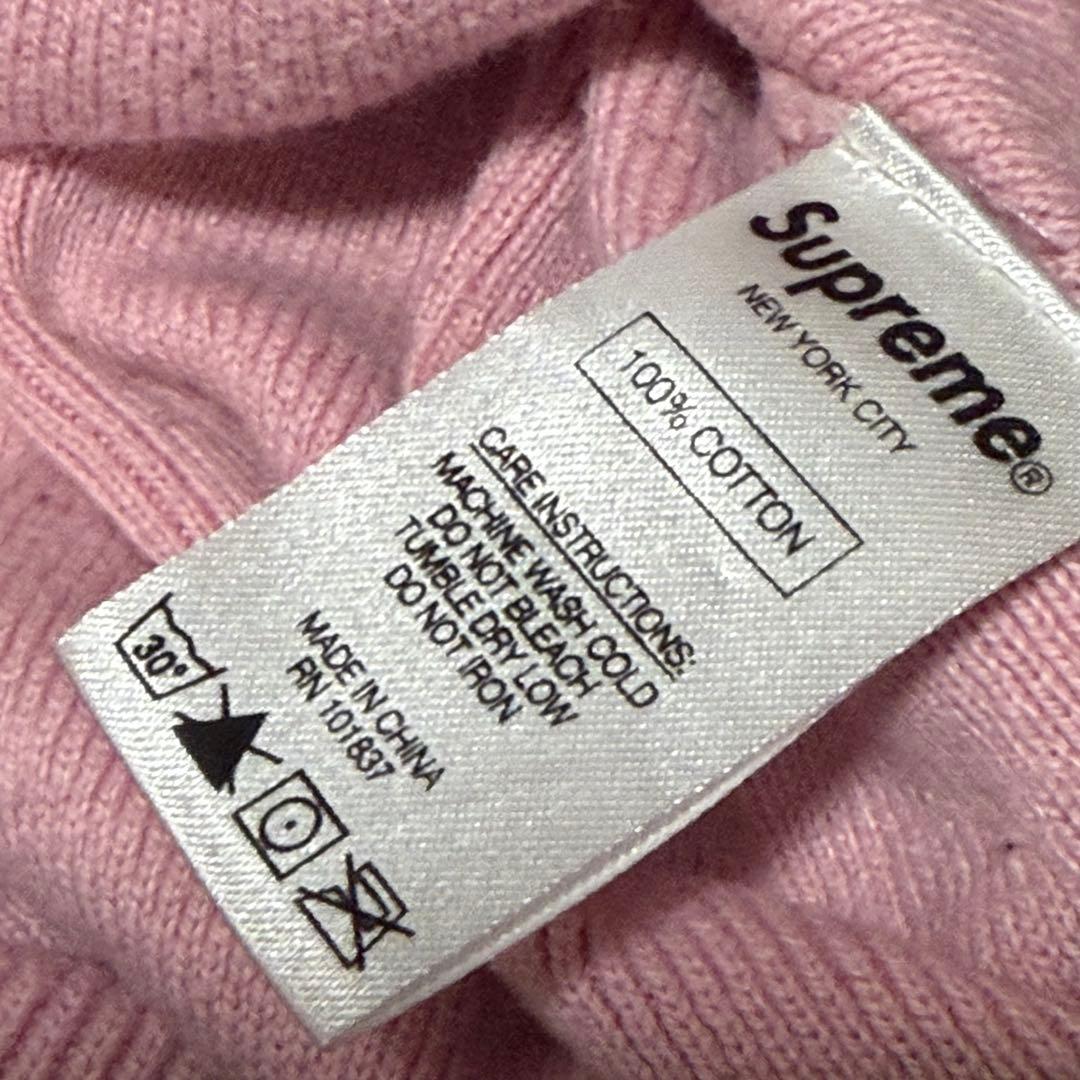 Supreme®
NEW YORK CITY
100% COTTON
CARE INSTRUCTIONS:
MACHINE WASH COLD
DO NOT BLEACH
TUMBLE DRY LOW
DO NOT IRON
MADE IN CHINA
RN 101837
30°